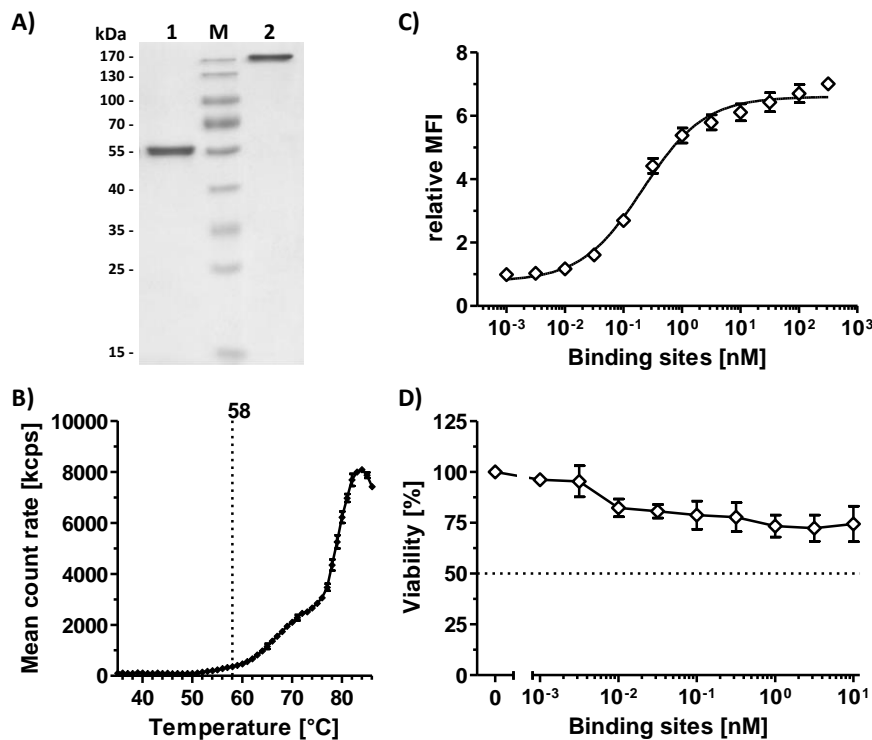 A)
kDa 1 M 2
170 -
130 -
100 -
70 -
55 -
40 -
35 -
25 -
15 -
B)
58
10000
8000
6000
4000
2000
0
Mean count rate [kcps]
40 50 60 70 80
Temperature [°C]
C)
8
6
4
2
0
relative MFI
10⁻³ 10⁻² 10⁻¹ 10⁰ 10¹ 10² 10³
Binding sites [nM]
D)
125
100
75
50
25
0
Viability [%]
0 10⁻³ 10⁻² 10⁻¹ 10⁰ 10¹
Binding sites [nM]